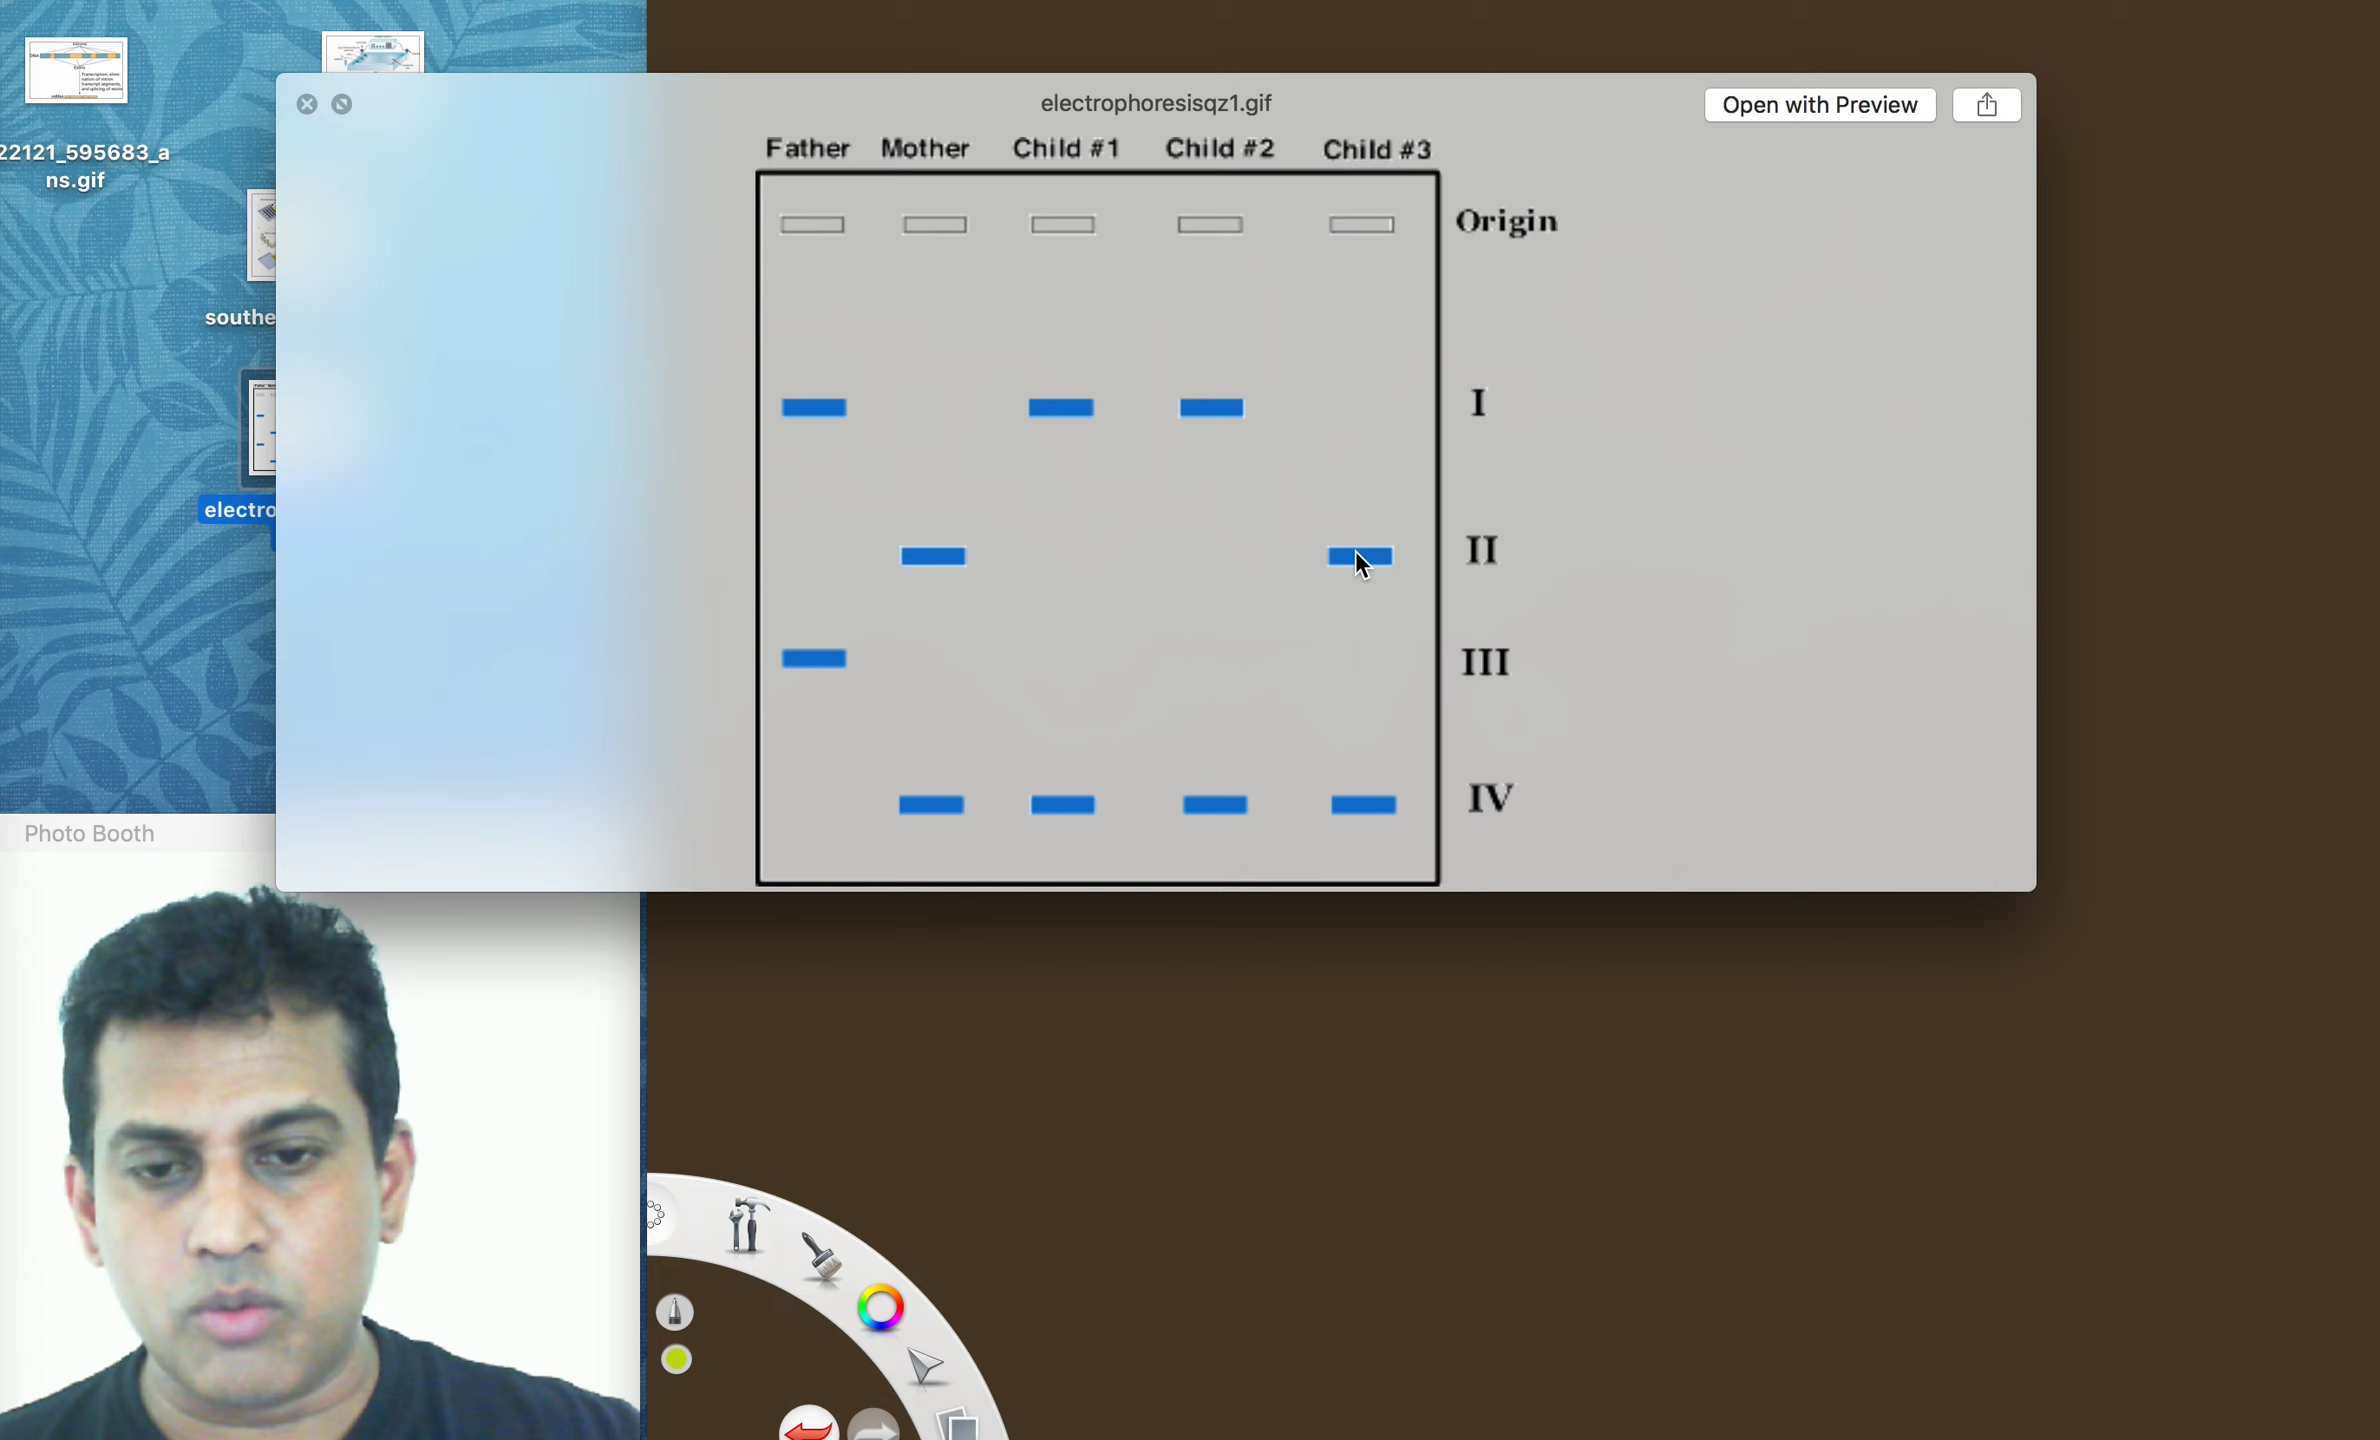 22121_595683_a
ns.gif
southe
electro
electrophoresisqz1.gif
Open with Preview
Father Mother Child #1 Child #2 Child #3
Origin
I
II
III
IV
Photo Booth